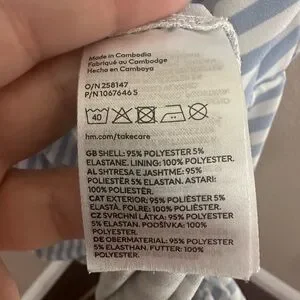 Made in Cambodia
Fabriqué au Cambodge
Hecho en Camboya
O/N 258147
P/N 1067646 S
40
hm.com/takecare
GB SHELL: 95% POLYESTER 5%
ELASTANE. LINING: 100% POLYESTER.
AL SHTRESA E JASHTME: 95%
POLIESTËR 5% ELASTAN. ASTARI:
100% POLIESTËR.
CAT EXTERIOR: 95% POLIÈSTER 5%
ELASTÀ. FOLRE: 100% POLIÈSTER.
CZ SVRCHNÍ LÁTKA: 95% POLYESTER
5% ELASTAN. PODŠÍVKA: 100%
POLYESTER.
DE OBERMATERIAL: 95% POLYESTER
5% ELASTHAN. FUTTER: 100%
POLYESTER.